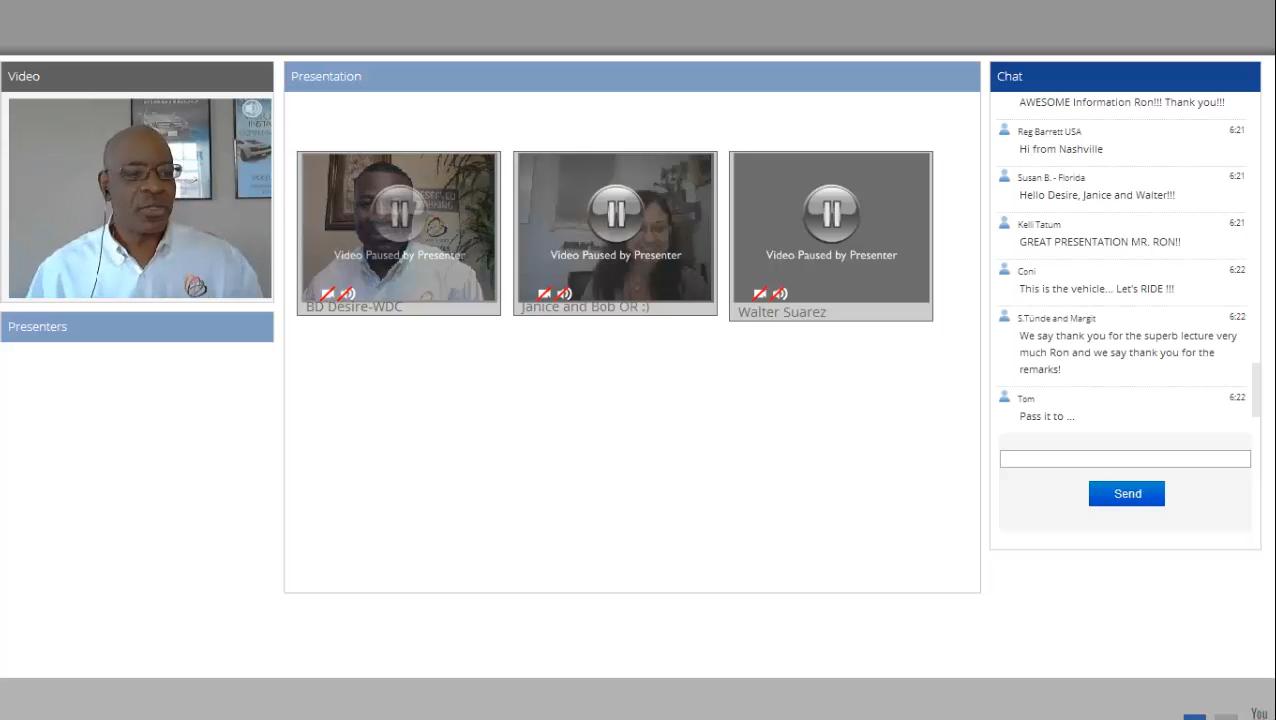 Video
Presentation
Chat
Video Paused by Presenter
BD Desire-WDC
Video Paused by Presenter
Janice and Bob OR :)
Video Paused by Presenter
Walter Suarez
Presenters
AWESOME Information Ron!!! Thank you!!!
Reg Barrett USA 6:21
Hi from Nashville
Susan B. - Florida 6:21
Hello Desire, Janice and Walter!!!
Kelli Tatum 6:21
GREAT PRESENTATION MR. RON!!
Coni 6:22
This is the vehicle... Let's RIDE !!!
S.Tünde and Margit 6:22
We say thank you for the superb lecture very
much Ron and we say thank you for the
remarks!
Tom 6:22
Pass it to ...
Send
You